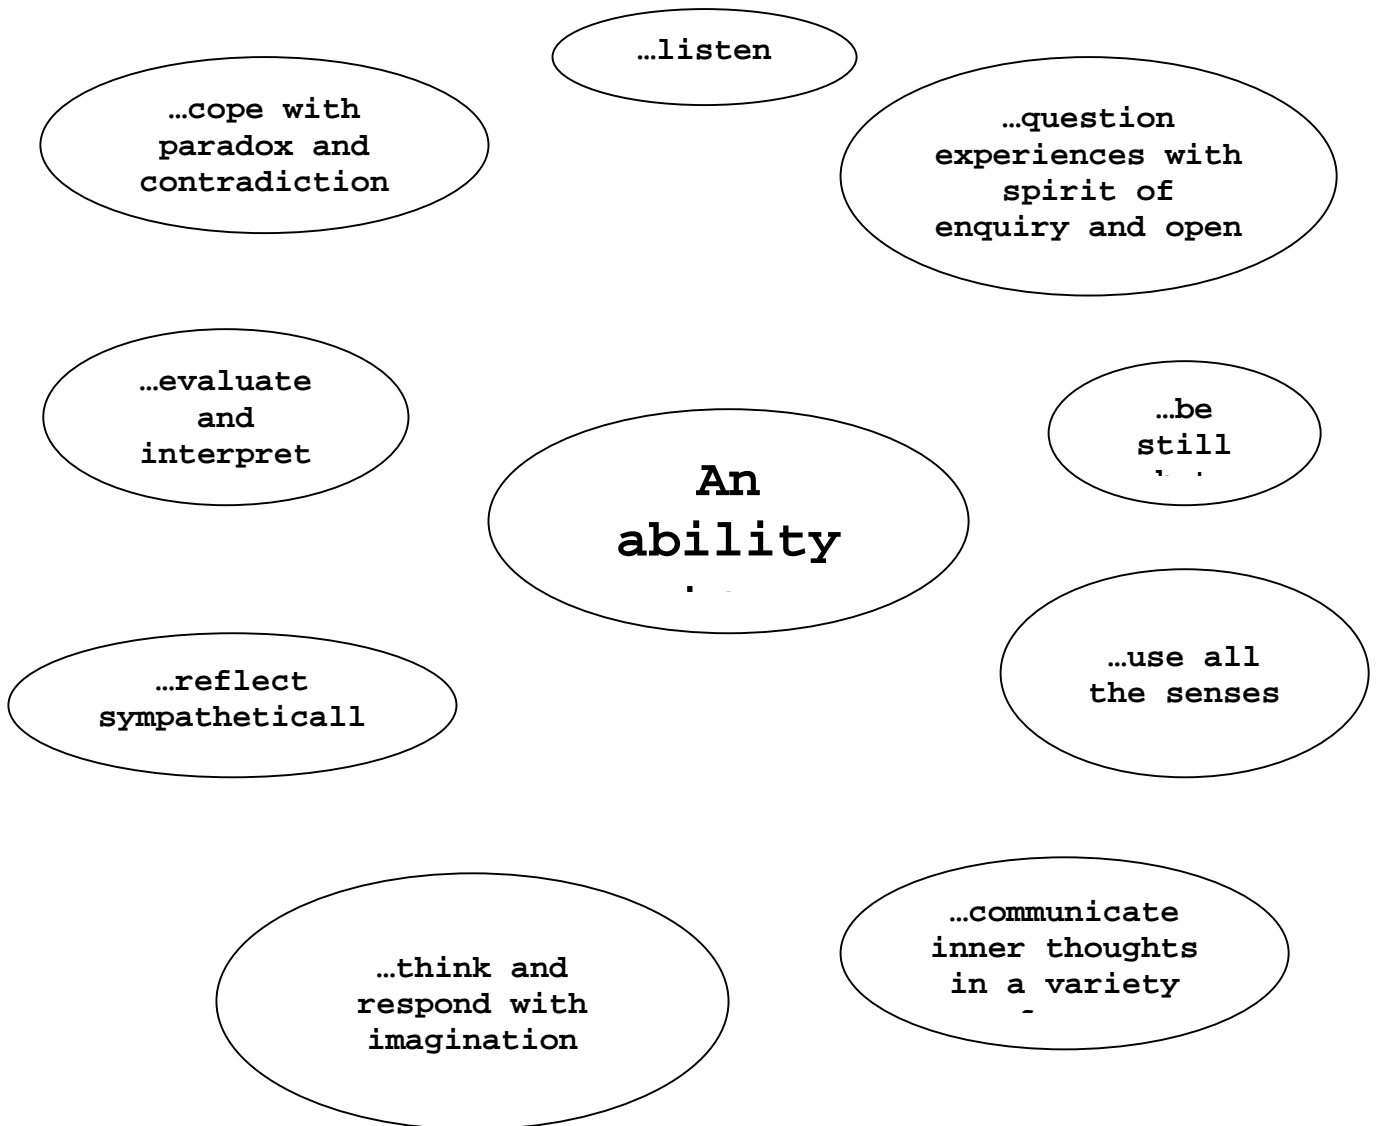 …listen
…cope with
paradox and
contradiction
…question
experiences with
spirit of
enquiry and open
…evaluate
and
interpret
…be
still
An
ability
…use all
the senses
…reflect
sympatheticall
…communicate
inner thoughts
in a variety
…think and
respond with
imagination